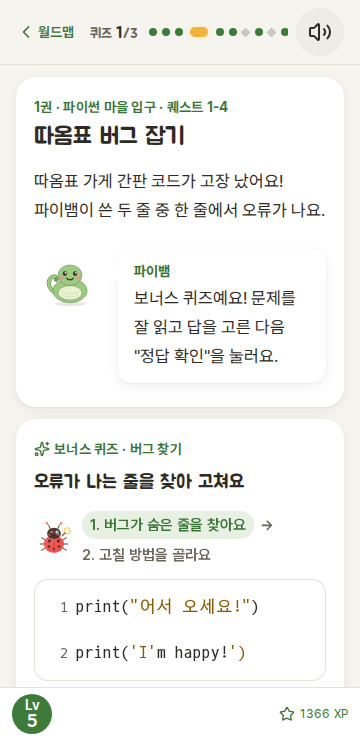 월드맵
퀴즈 1/3
1권 · 파이썬 마을 입구 · 퀘스트 1-4
따옴표 버그 잡기
따옴표 가게 간판 코드가 고장 났어요!
파이뱀이 쓴 두 줄 중 한 줄에서 오류가 나요.
파이뱀
보너스 퀴즈예요! 문제를
잘 읽고 답을 고른 다음
"정답 확인"을 눌러요.
보너스 퀴즈 · 버그 찾기
오류가 나는 줄을 찾아 고쳐요
1. 버그가 숨은 줄을 찾아요 →
2. 고칠 방법을 골라요
1 print("어서 오세요!")
2 print('I'm happy!')
Lv
5
1366 XP